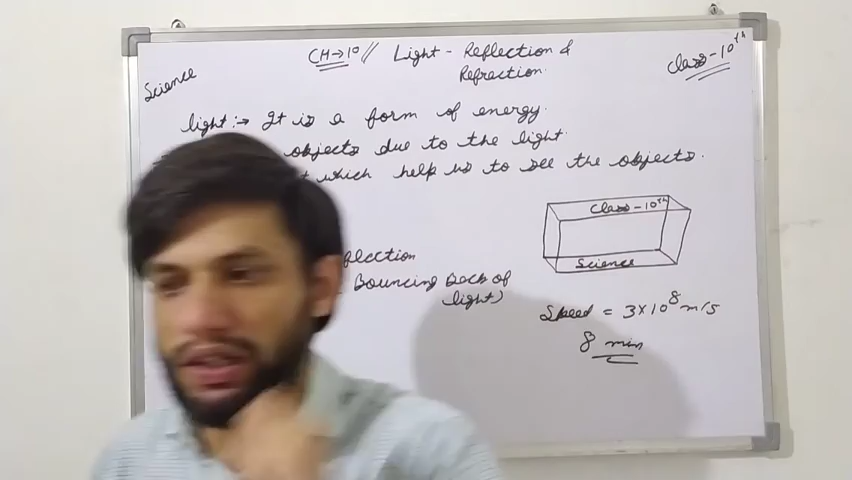 CH→10 // Light - Reflection &
Refraction
Class-10th
Science
light:→ It is a form of energy.
objects due to the light.
which help us to see the objects.
Class-10th
Science
flection
Bouncing Back of
light)
Speed = 3×10⁸ m/s
8 min